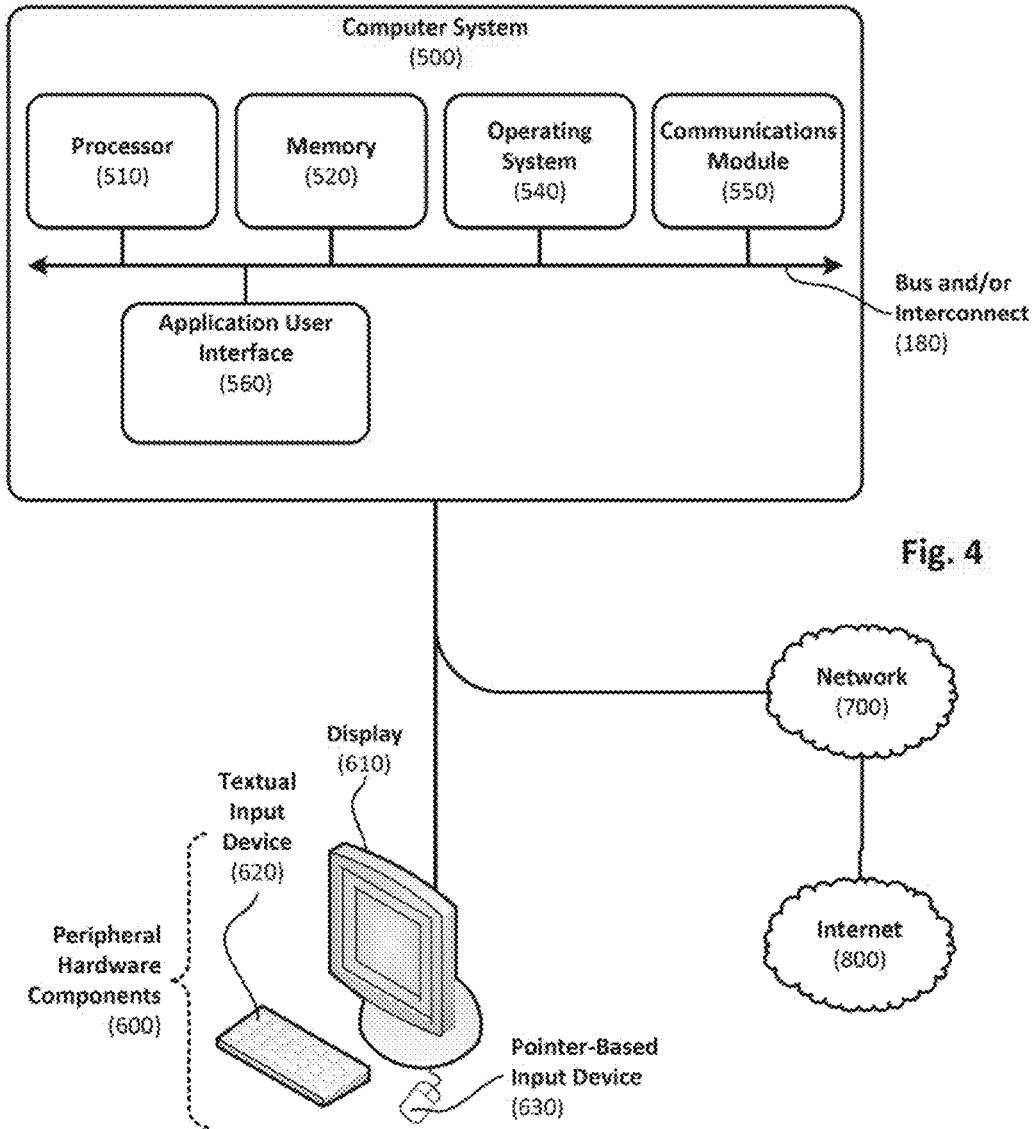 Computer System
(500)
Processor
(510)
Memory
(520)
Operating
System
(540)
Communications
Module
(550)
Bus and/or
Interconnect
(180)
Application User
Interface
(560)
Fig. 4
Network
(700)
Display
(610)
Textual
Input
Device
(620)
Peripheral
Hardware
Components
(600)
Internet
(800)
Pointer-Based
Input Device
(630)